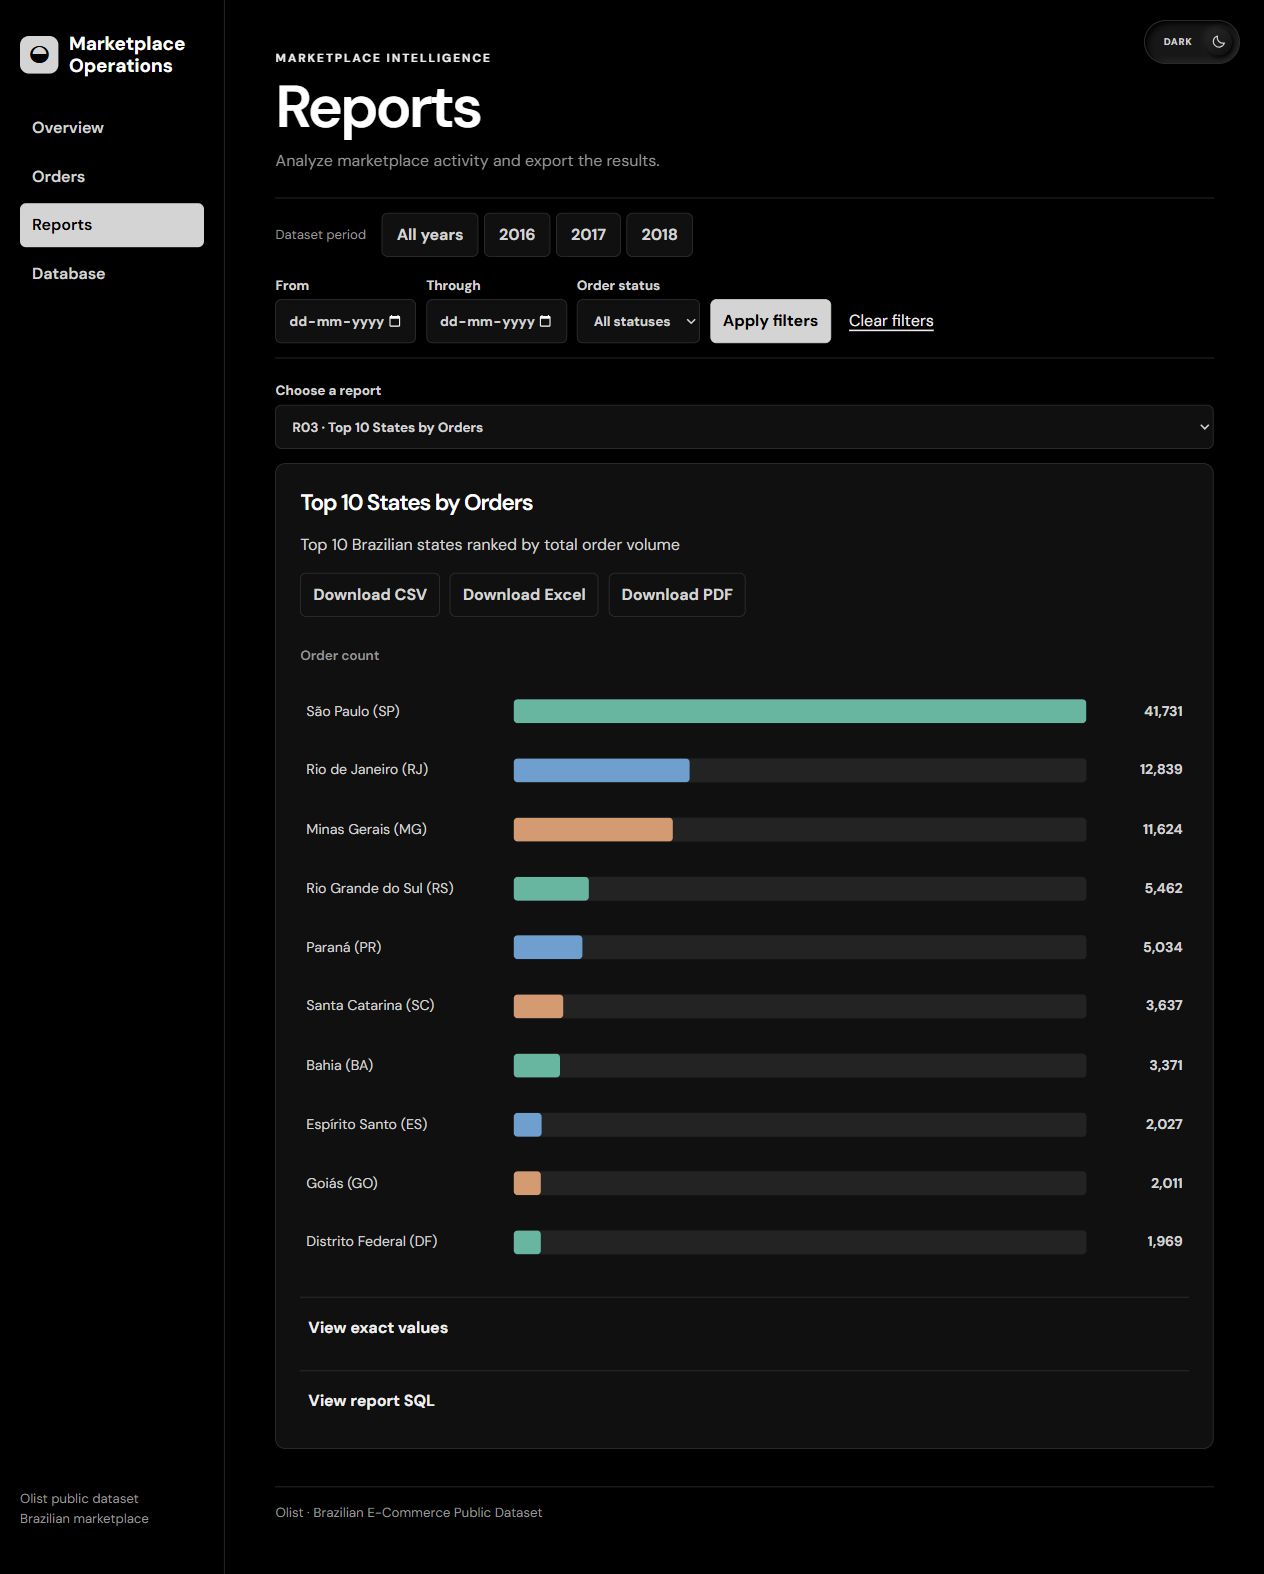 Marketplace
Operations
Overview
Orders
Reports
Database
Olist public dataset
Brazilian marketplace
DARK
MARKETPLACE INTELLIGENCE
Reports
Analyze marketplace activity and export the results.
Dataset period All years 2016 2017 2018
From Through Order status
dd-mm-yyyy dd-mm-yyyy All statuses Apply filters Clear filters
Choose a report
R03 · Top 10 States by Orders
Top 10 States by Orders
Top 10 Brazilian states ranked by total order volume
Download CSV Download Excel Download PDF
Order count
São Paulo (SP) 41,731
Rio de Janeiro (RJ) 12,839
Minas Gerais (MG) 11,624
Rio Grande do Sul (RS) 5,462
Paraná (PR) 5,034
Santa Catarina (SC) 3,637
Bahia (BA) 3,371
Espírito Santo (ES) 2,027
Goiás (GO) 2,011
Distrito Federal (DF) 1,969
View exact values
View report SQL
Olist · Brazilian E-Commerce Public Dataset